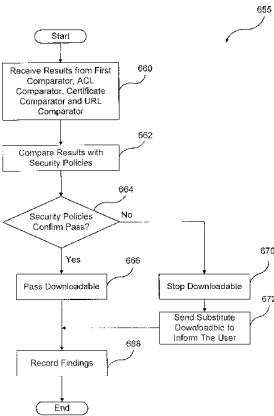 655
Start
Receive Results from First
Comparator, ACL
Comparator, Certificate
Comparator and URL
Comparator
660
Compare Results with
Security Policies
662
664
Security Policies
Confirm Pass?
No
Yes
Pass Downloadable
666
Stop Downloadable
670
Send Substitute
Downloadable to
Inform The User
672
Record Findings
668
End